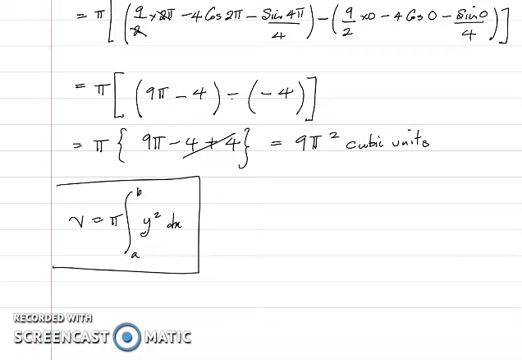 = π [ ( 9/2 × 2π − 4 Cos 2π − Sin 4π/4 ) − ( 9/2 × 0 − 4 Cos 0 − Sin 0/4 ) ]
= π [ ( 9π − 4 ) − ( − 4 ) ]
= π { 9π − 4 + 4 } = 9π² cubic units
V = π ∫ₐᵇ y² dx
RECORDED WITH
SCREENCAST MATIC